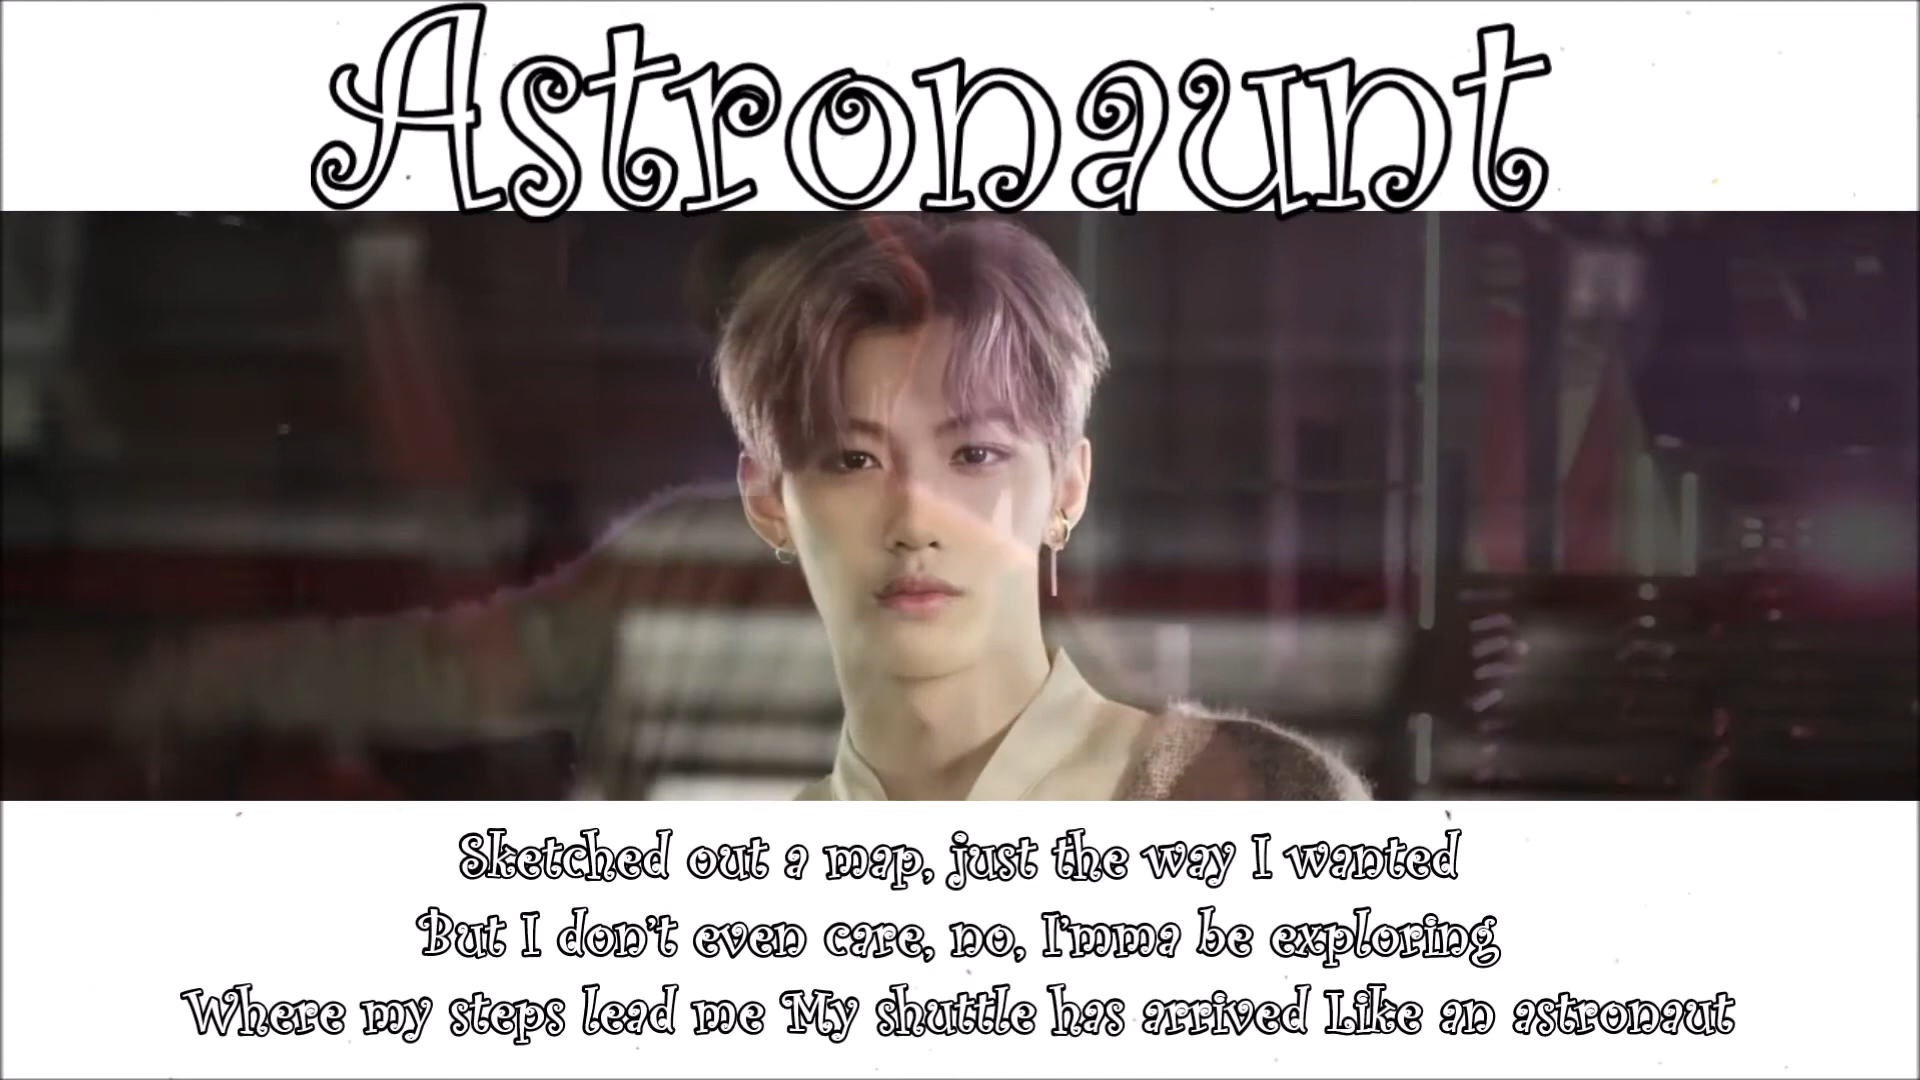 Astronaunt
Sketched out a map, just the way I wanted
But I don't even care, no, I'mma be exploring
Where my steps lead me My shuttle has arrived Like an astronaut